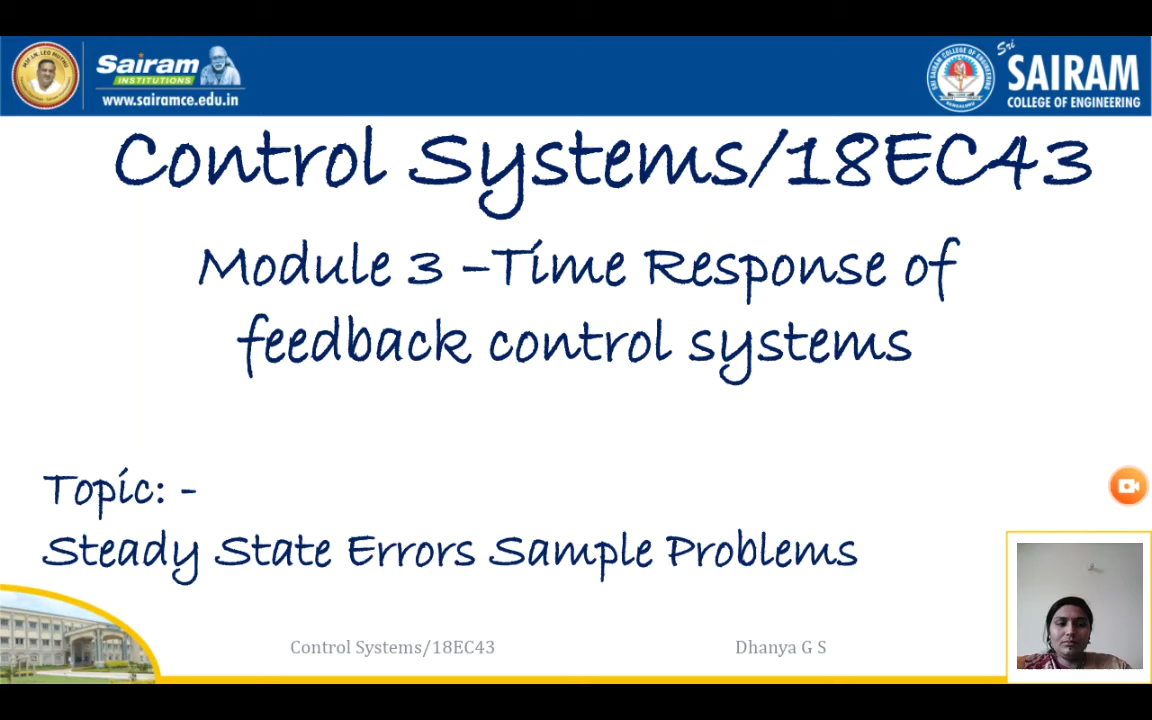 Sairam
INSTITUTIONS
www.sairamce.edu.in
Sri
SAIRAM
COLLEGE OF ENGINEERING
Control Systems/18EC43
Module 3 –Time Response of
feedback control systems
Topic: -
Steady State Errors Sample Problems
Control Systems/18EC43
Dhanya G S